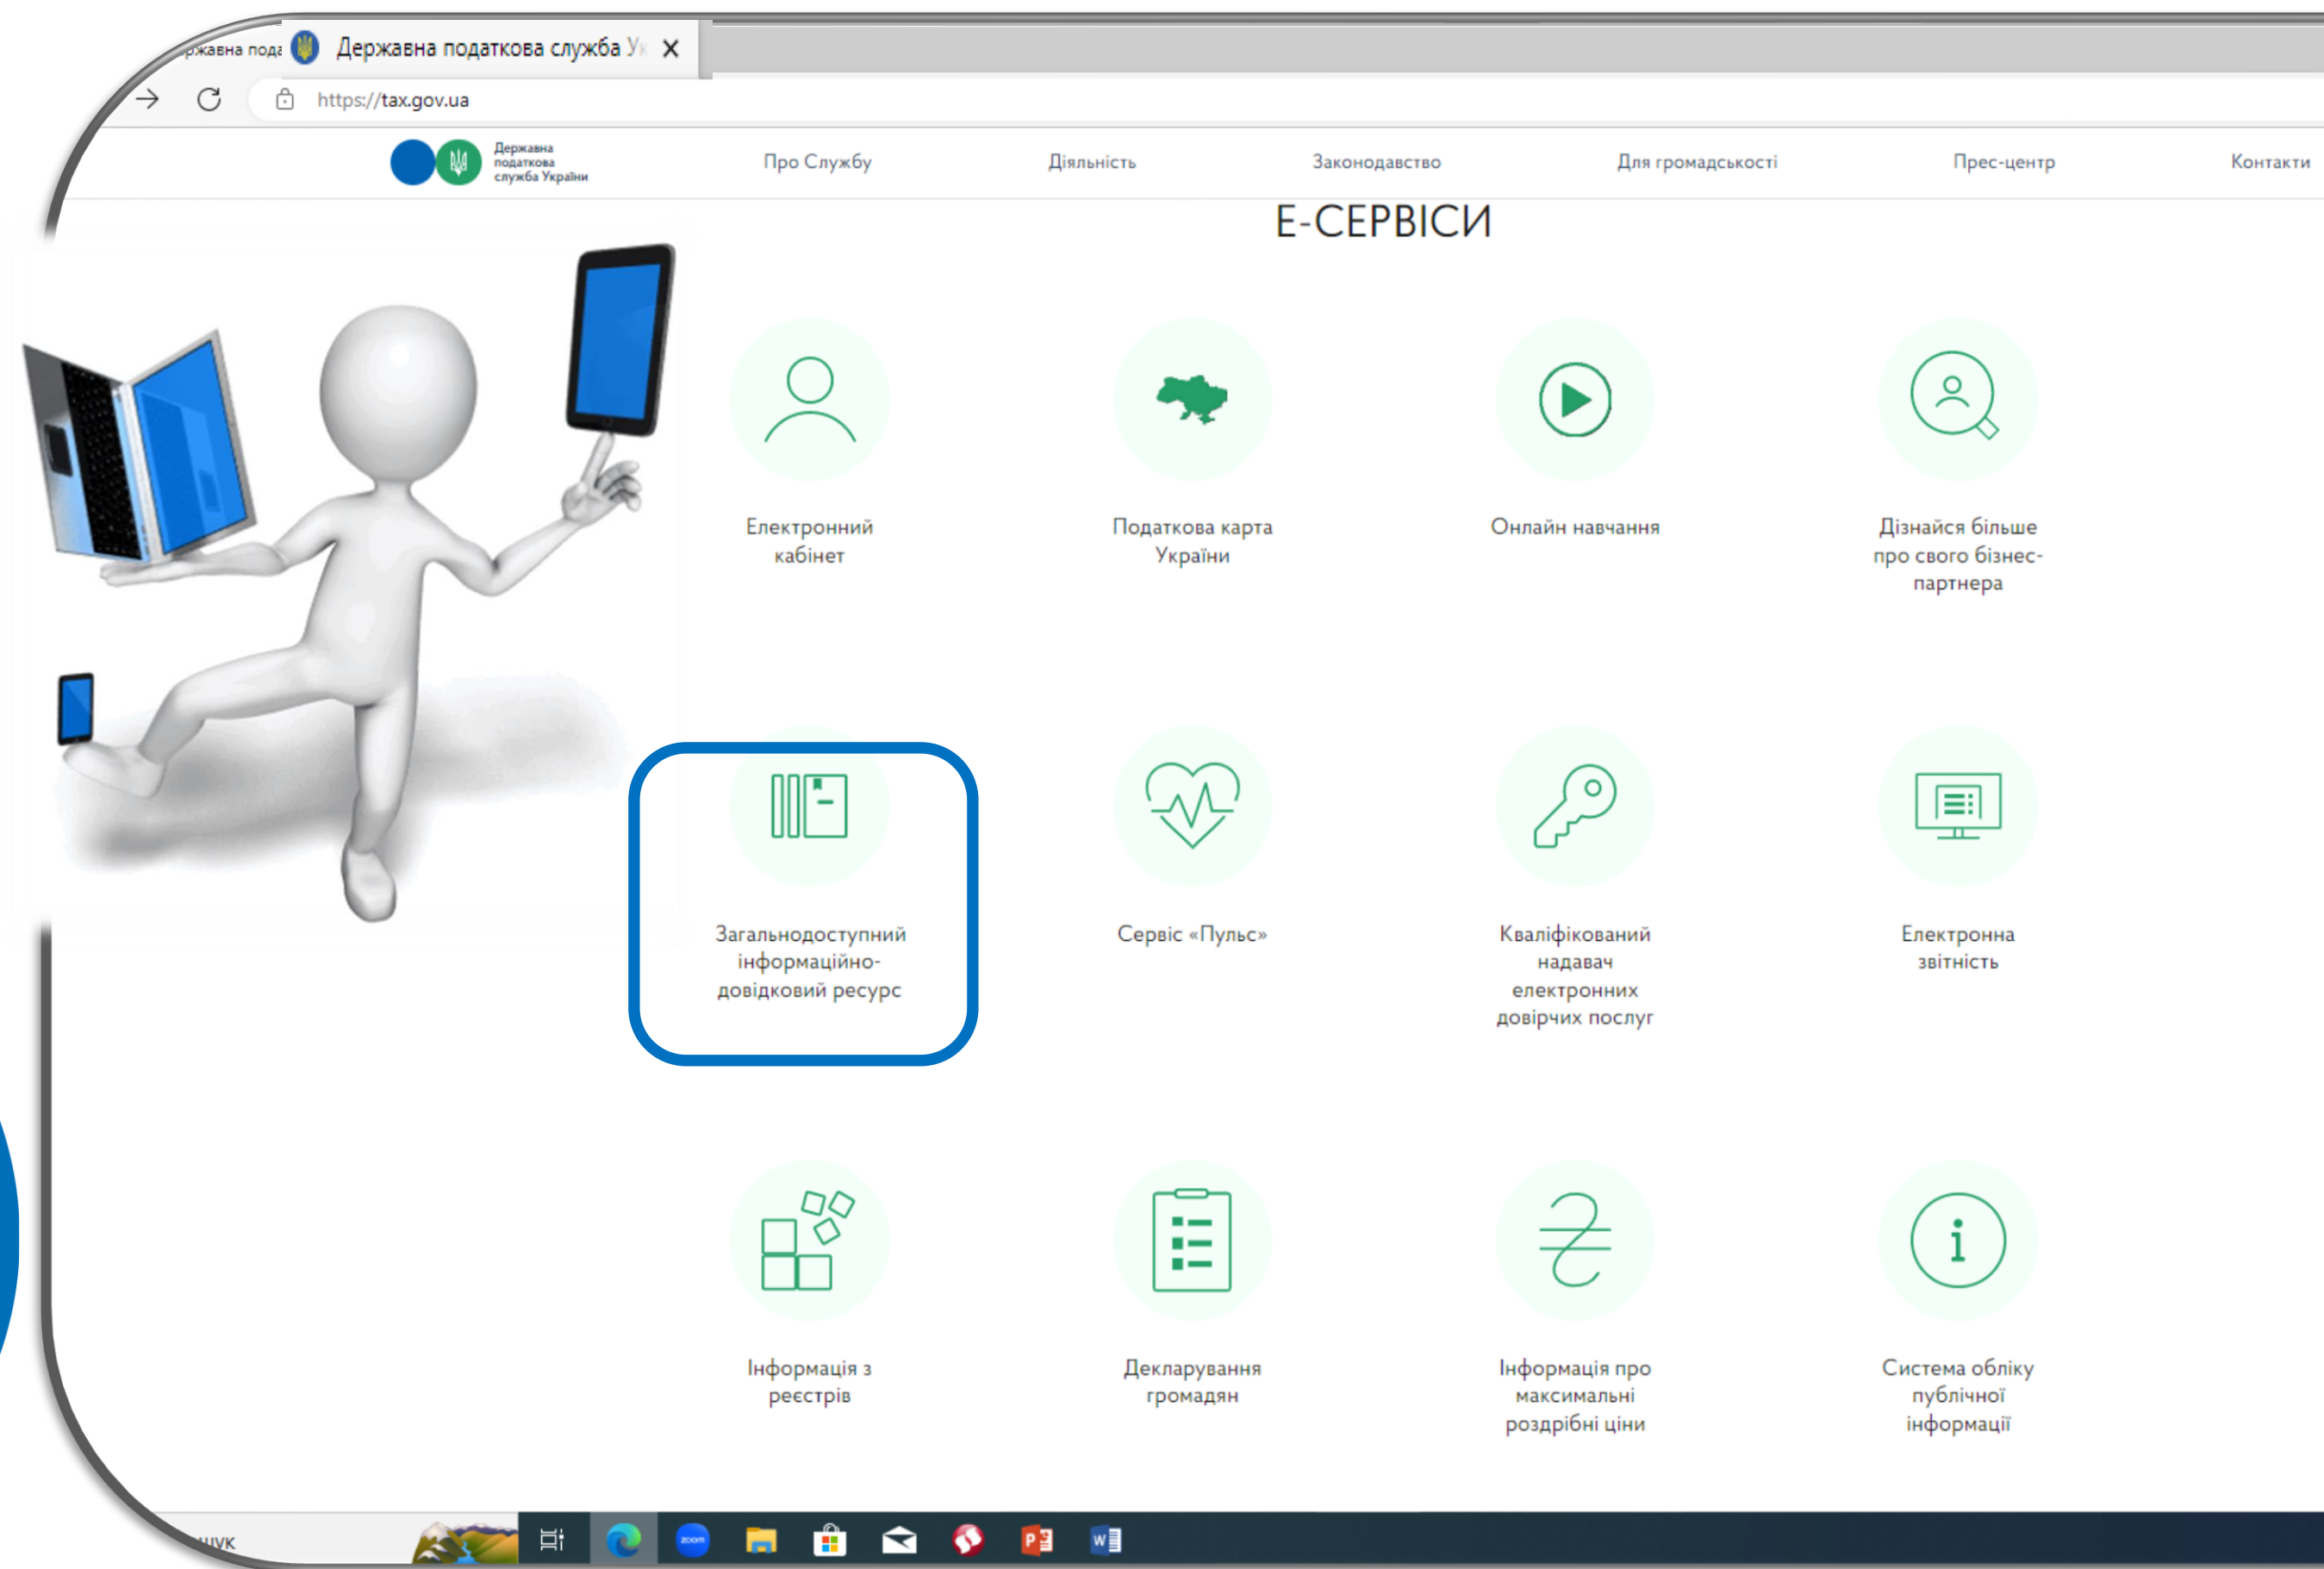 Державна податкова служба Ук
https://tax.gov.ua
Державна
податкова
служба України
Про Службу
Діяльність
Законодавство
Для громадськості
Прес-центр
Контакти
Е-СЕРВІСИ
Електронний
кабінет
Податкова карта
України
Онлайн навчання
Дізнайся більше
про свого бізнес-
партнера
Загальнодоступний
інформаційно-
довідковий ресурс
Сервіс «Пульс»
Кваліфікований
надавач
електронних
довірчих послуг
Електронна
звітність
Інформація з
реєстрів
Декларування
громадян
Інформація про
максимальні
роздрібні ціни
Система обліку
публічної
інформації
zoom